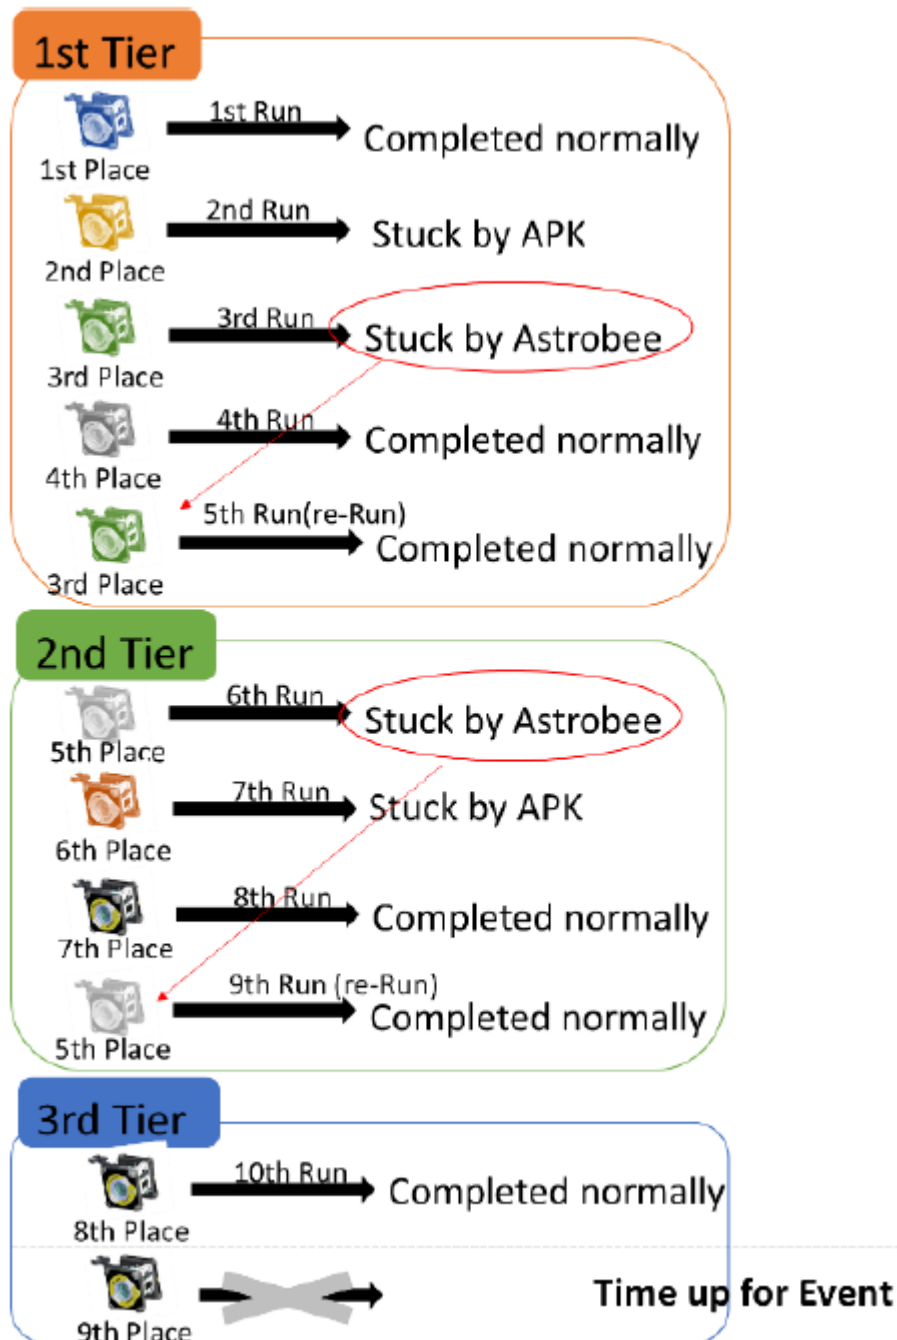 1st Tier
1st Run
Completed normally
1st Place
2nd Run
Stuck by APK
2nd Place
3rd Run
Stuck by Astrobee
3rd Place
4th Run
Completed normally
4th Place
5th Run(re-Run)
Completed normally
3rd Place
2nd Tier
6th Run
Stuck by Astrobee
5th Place
7th Run
Stuck by APK
6th Place
8th Run
Completed normally
7th Place
9th Run (re-Run)
Completed normally
5th Place
3rd Tier
10th Run
Completed normally
8th Place
Time up for Event
9th Place